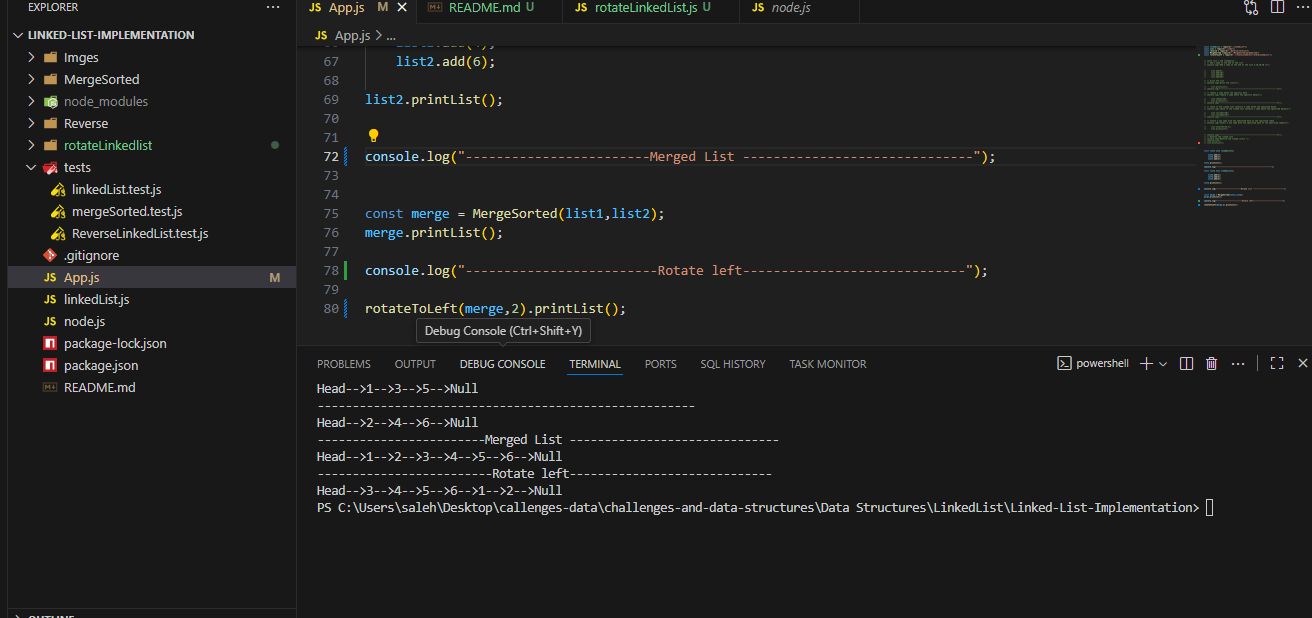 EXPLORER
LINKED-LIST-IMPLEMENTATION
Imges
MergeSorted
node_modules
Reverse
rotateLinkedlist
tests
linkedList.test.js
mergeSorted.test.js
ReverseLinkedList.test.js
.gitignore
JS App.js M
JS linkedList.js
JS node.js
package-lock.json
package.json
README.md
JS App.js M
README.md U
JS rotateLinkedList.js U
JS node.js
JS App.js > ...
67 list2.add(6);
68
69 list2.printList();
70
71
72 console.log("------------------------Merged List -------------------------------");
73
74
75 const merge = MergeSorted(list1,list2);
76 merge.printList();
77
78 console.log("-------------------------Rotate left-----------------------------");
79
80 rotateToLeft(merge,2).printList();
Debug Console (Ctrl+Shift+Y)
PROBLEMS OUTPUT DEBUG CONSOLE TERMINAL PORTS SQL HISTORY TASK MONITOR
powershell
Head-->1-->3-->5-->Null
------------------------------------------------------
Head-->2-->4-->6-->Null
------------------------Merged List ------------------------------
Head-->1-->2-->3-->4-->5-->6-->Null
-------------------------Rotate left-----------------------------
Head-->3-->4-->5-->6-->1-->2-->Null
PS C:\Users\saleh\Desktop\callenges-data\challenges-and-data-structures\Data Structures\LinkedList\Linked-List-Implementation>